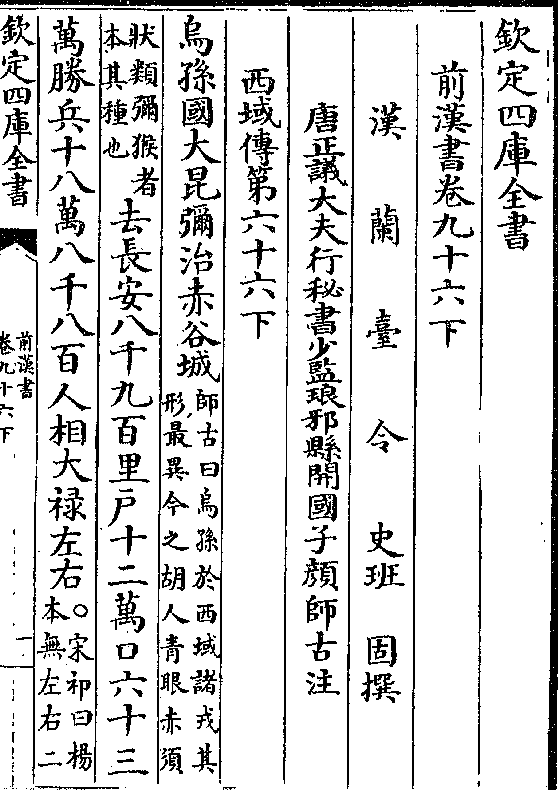 欽定四庫全書
前漢書卷九十六下
漢蘭臺令史班固撰
唐正議大夫行秘書少監琅邪縣開國子顔師古注
西域傳第六十六下
烏孫國大昆彌治赤谷城師古曰烏孫於西域諸戎其
形最異今之胡人青眼赤須
狀類彌猴者
本其種也去長安八千九百里戸十二萬口六十三
萬勝兵十八萬八千八百人相大禄左右○宋祁曰楊
本無左右二
欽定四庫全書
前漢書
卷九十六下
一